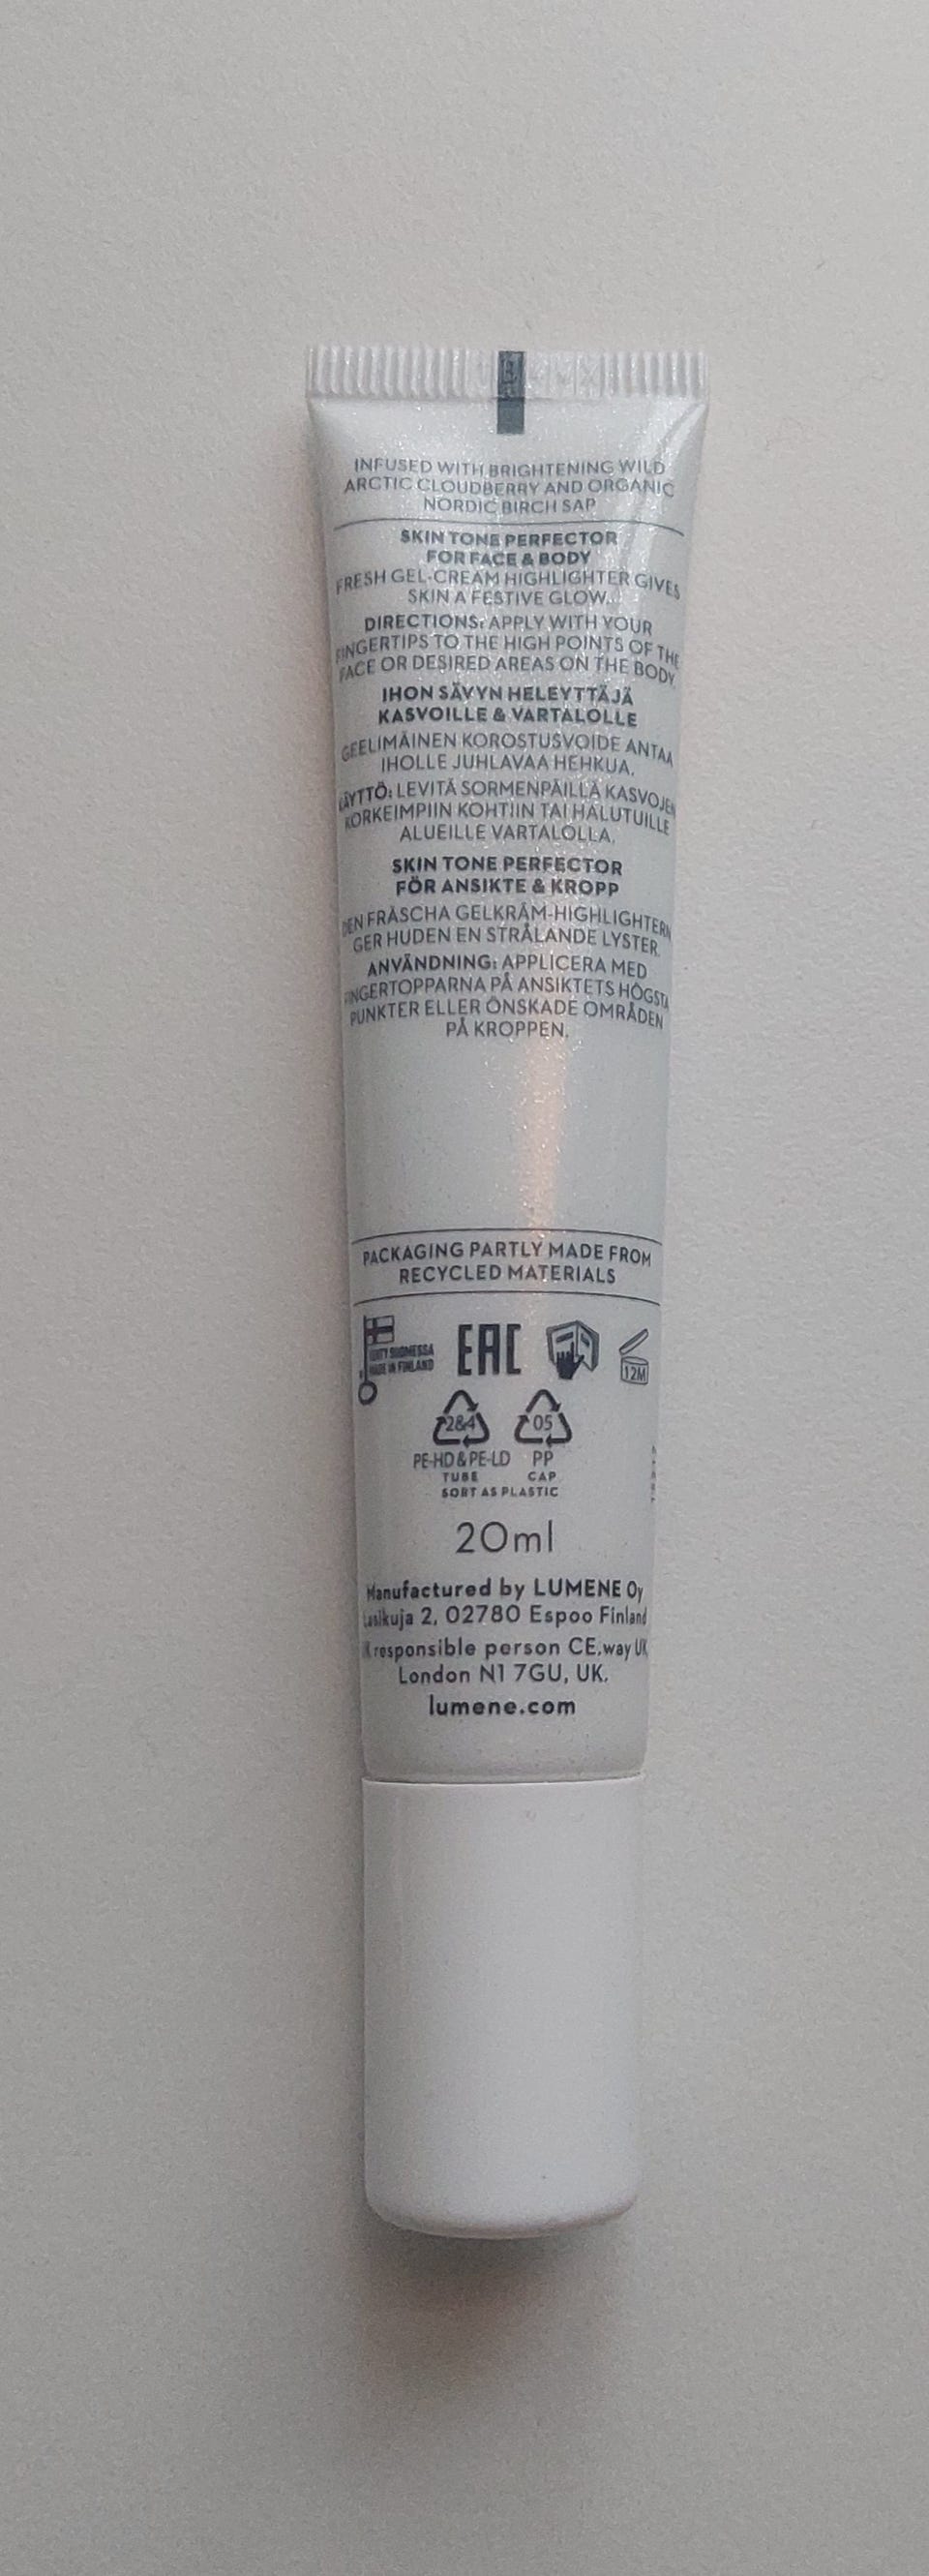 INFUSED WITH BRIGHTENING WILD
ARCTIC CLOUDBERRY AND ORGANIC
NORDIC BIRCH SAP
SKIN TONE PERFECTOR
FOR FACE & BODY
FRESH GEL-CREAM HIGHLIGHTER GIVES
SKIN A FESTIVE GLOW.
DIRECTIONS: APPLY WITH YOUR
FINGERTIPS TO THE HIGH POINTS OF THE
FACE OR DESIRED AREAS ON THE BODY.
IHON SÄVYN HELEYTTÄJÄ
KASVOILLE & VARTALOLLE
GEELIMÄINEN KOROSTUSVOIDE ANTAA
IHOLLE JUHLAVAA HEHKUA.
KÄYTTÖ: LEVITÄ SORMENPÄILLÄ KASVOJEN
KORKEIMPIIN KOHTIIN TAI HALUTUILLE
ALUEILLE VARTALOLLA.
SKIN TONE PERFECTOR
FÖR ANSIKTE & KROPP
DEN FRÄSCHA GELKRÄM-HIGHLIGHTERN
GER HUDEN EN STRÅLANDE LYSTER.
ANVÄNDNING: APPLICERA MED
FINGERTOPPARNA PÅ ANSIKTETS HÖGSTA
PUNKTER ELLER ÖNSKADE OMRÅDEN
PÅ KROPPEN.
PACKAGING PARTLY MADE FROM
RECYCLED MATERIALS
TEHTY SUOMESSA
MADE IN FINLAND
EAC
12M
2&4 05
PE-HD & PE-LD PP
TUBE CAP
SORT AS PLASTIC
20ml
Manufactured by LUMENE Oy
Lasikuja 2, 02780 Espoo Finland
UK responsible person CE.way UK,
London N1 7GU, UK.
lumene.com